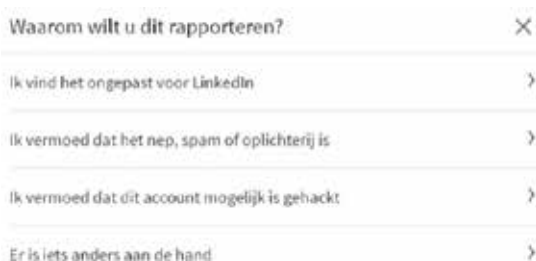 Waarom wilt u dit rapporteren?
Ik vind het ongepast voor LinkedIn
Ik vermoed dat het nep, spam of oplichterij is
Ik vermoed dat dit account mogelijk is gehackt
Er is iets anders aan de hand